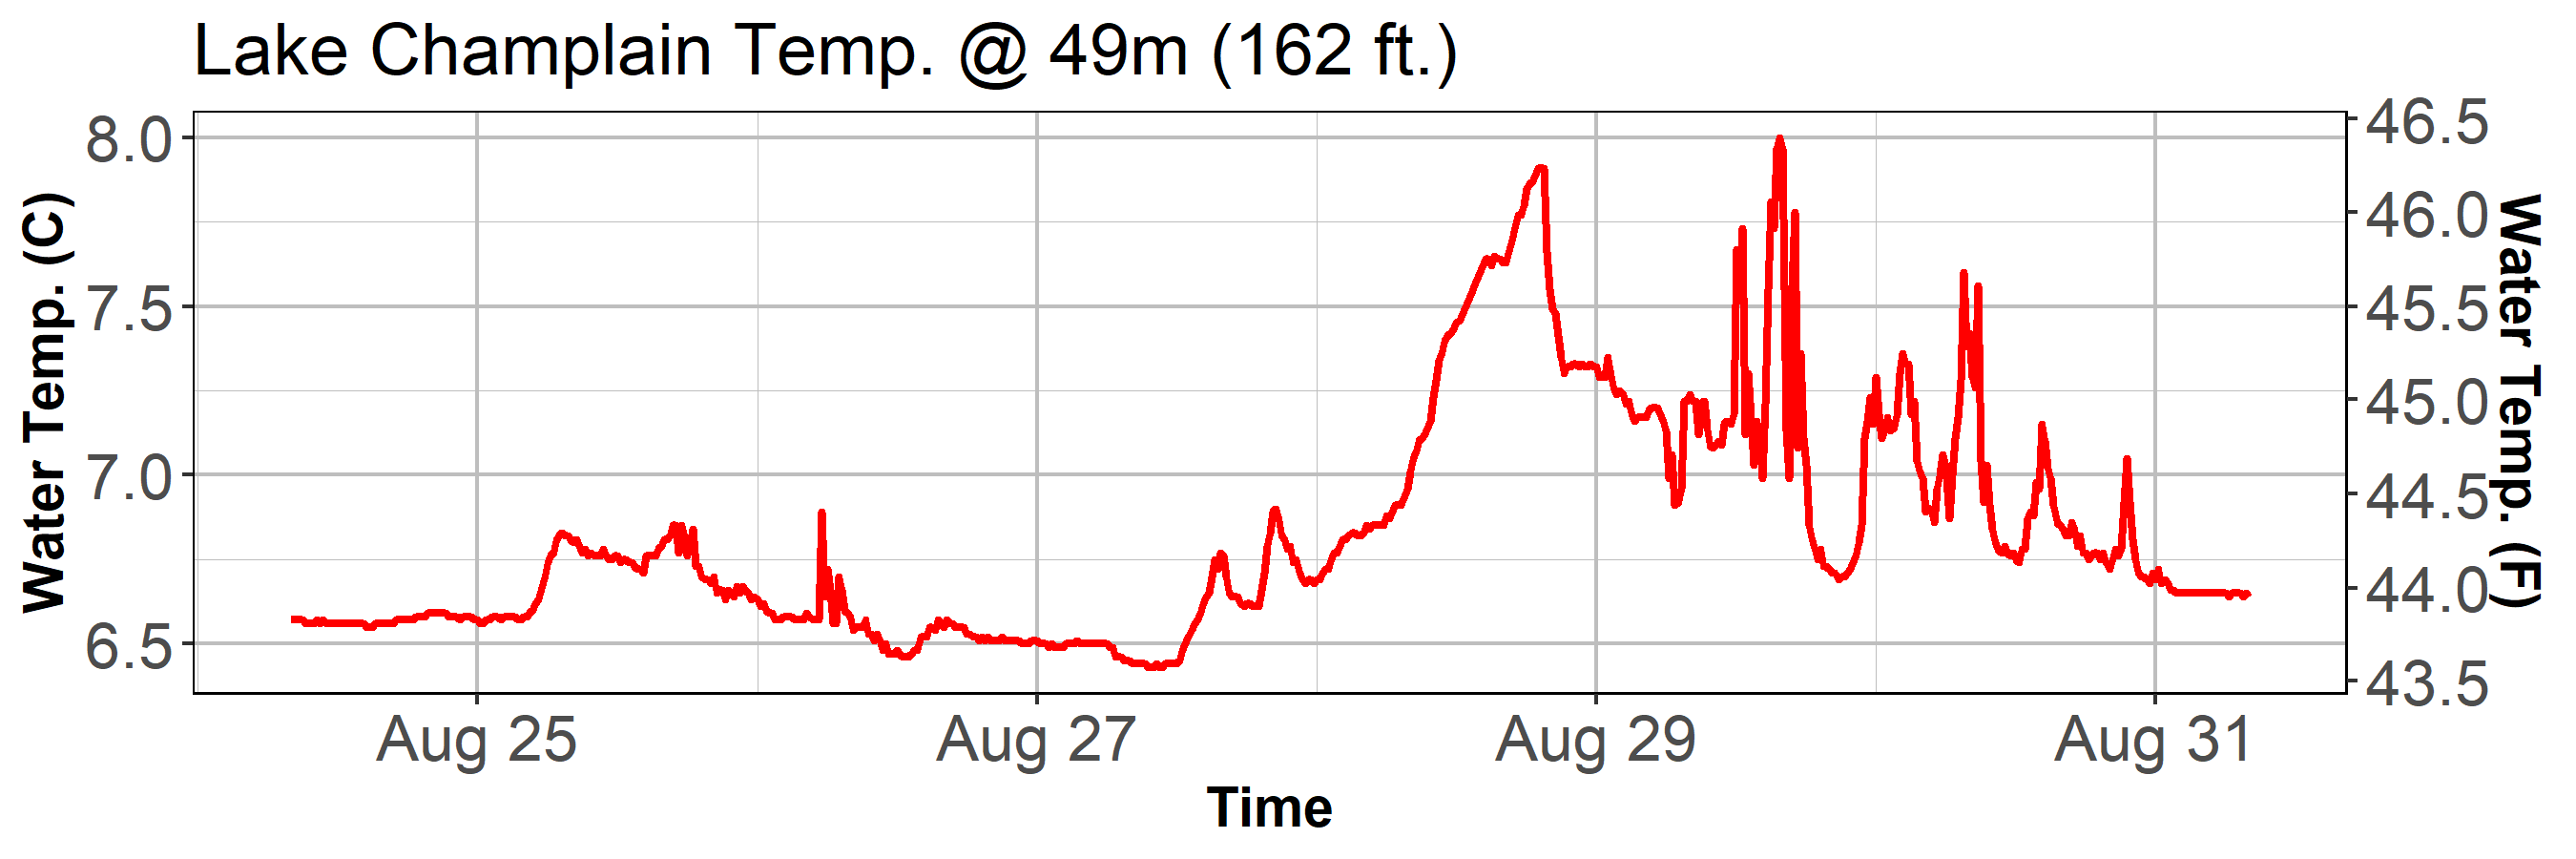 Lake Champlain Temp. @ 49m (162 ft.)
Water Temp. (C)
8.0
7.5
7.0
6.5
46.5
46.0
45.5
45.0
44.5
44.0
43.5
Water Temp. (F)
Aug 25 Aug 27 Aug 29 Aug 31
Time